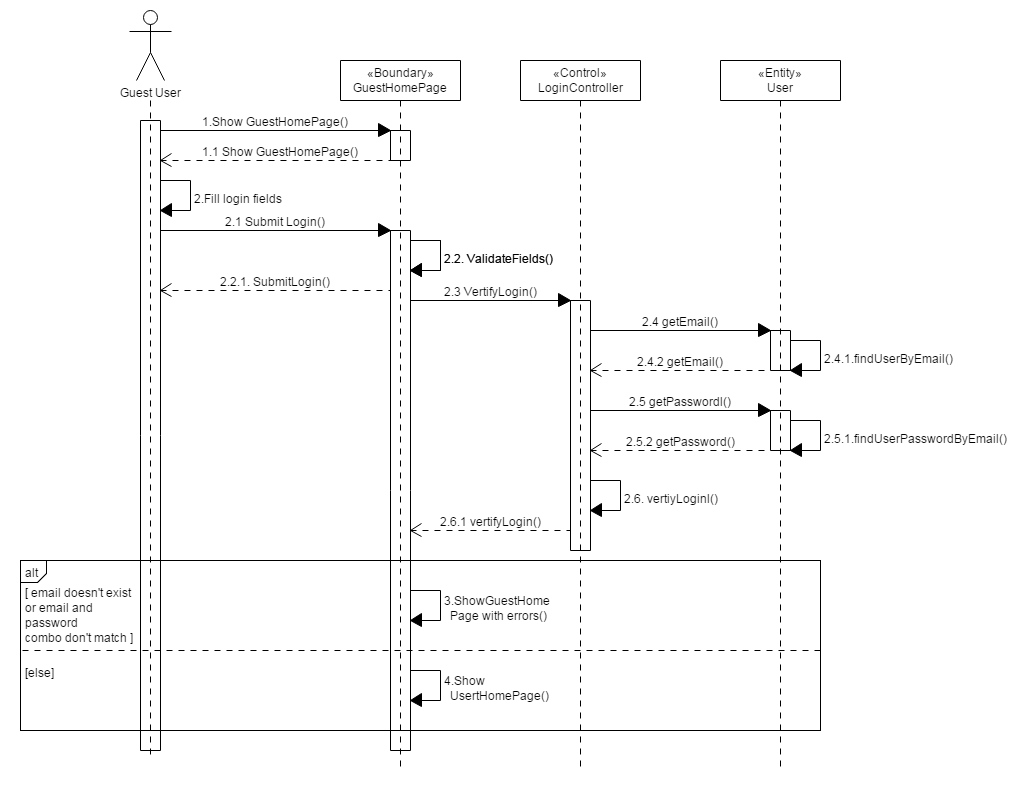 Guest User
«Boundary»
GuestHomePage
«Control»
LoginController
«Entity»
User
1.Show GuestHomePage()
1.1 Show GuestHomePage()
2.Fill login fields
2.1 Submit Login()
2.2. ValidateFields()
2.2.1. SubmitLogin()
2.3 VertifyLogin()
2.4 getEmail()
2.4.1.findUserByEmail()
2.4.2 getEmail()
2.5 getPasswordl()
2.5.1.findUserPasswordByEmail()
2.5.2 getPassword()
2.6. vertiyLoginl()
2.6.1 vertifyLogin()
alt
[ email doesn't exist
or email and
password
combo don't match ]
3.ShowGuestHome
Page with errors()
[else]
4.Show
UsertHomePage()